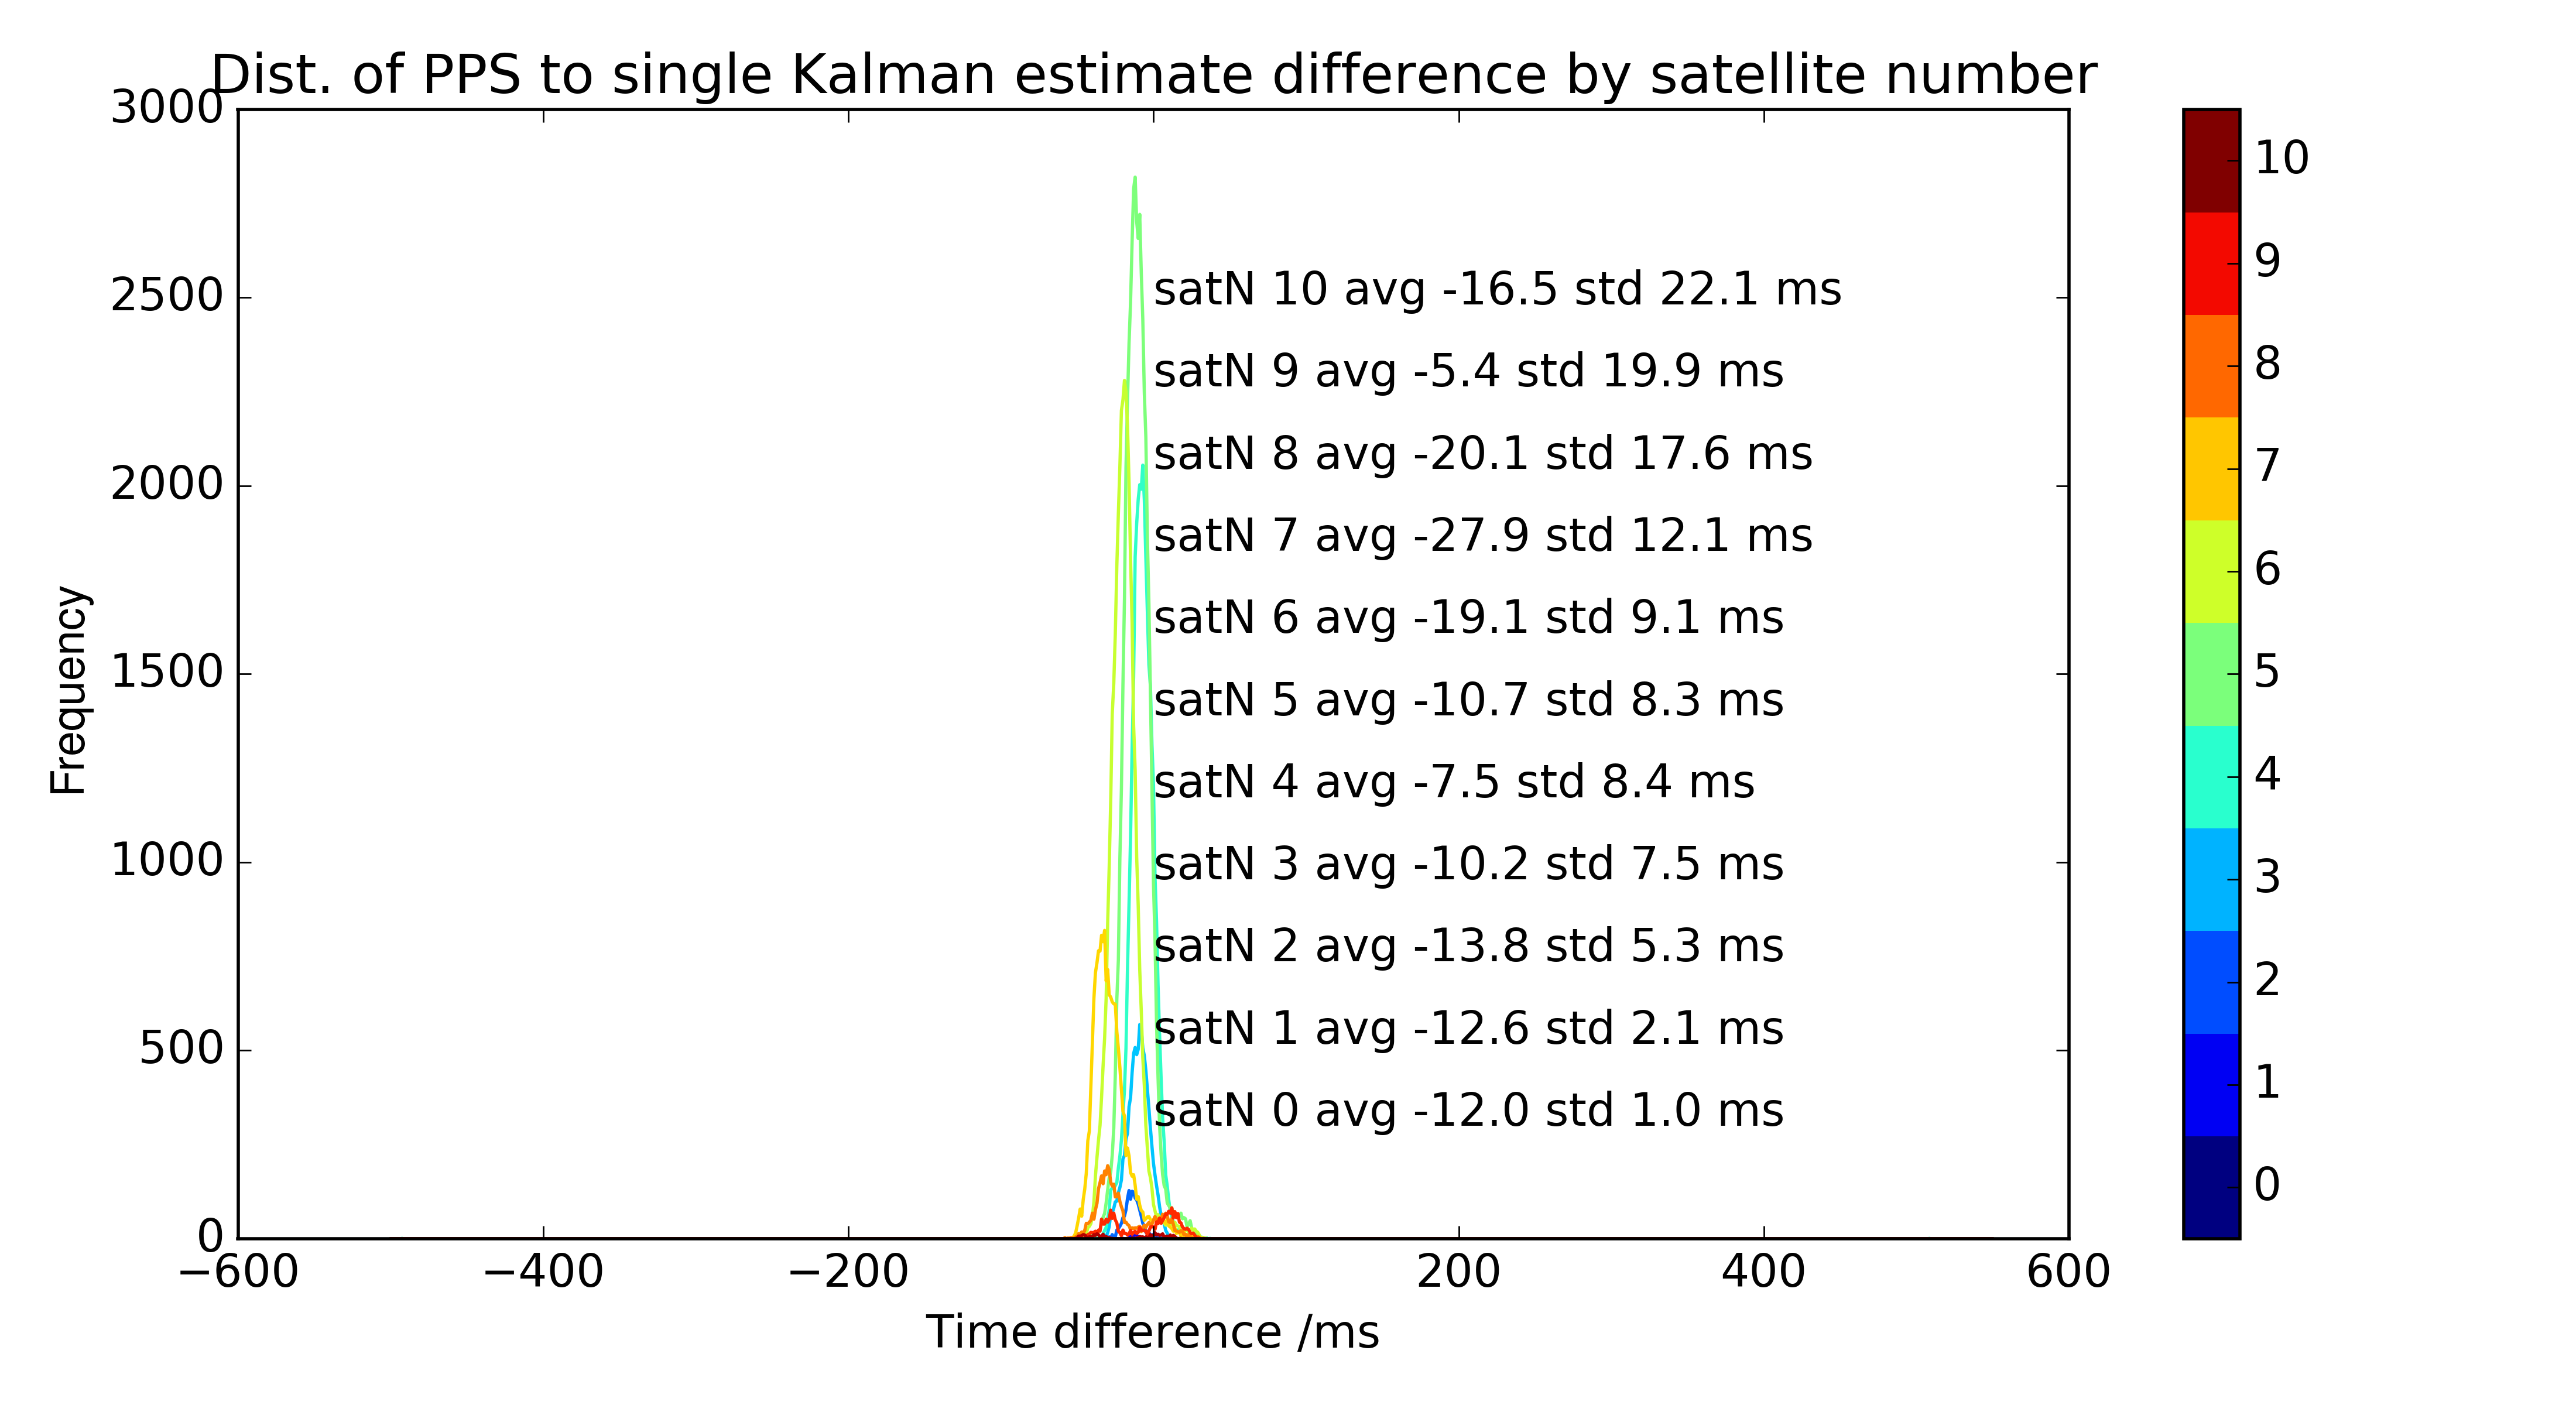 Dist. of PPS to single Kalman estimate difference by satellite number
3000
2500
2000
1500
1000
500
0
Frequency
satN 10 avg -16.5 std 22.1 ms
satN 9 avg -5.4 std 19.9 ms
satN 8 avg -20.1 std 17.6 ms
satN 7 avg -27.9 std 12.1 ms
satN 6 avg -19.1 std 9.1 ms
satN 5 avg -10.7 std 8.3 ms
satN 4 avg -7.5 std 8.4 ms
satN 3 avg -10.2 std 7.5 ms
satN 2 avg -13.8 std 5.3 ms
satN 1 avg -12.6 std 2.1 ms
satN 0 avg -12.0 std 1.0 ms
−600 −400 −200 0 200 400 600
Time difference /ms
10
9
8
7
6
5
4
3
2
1
0